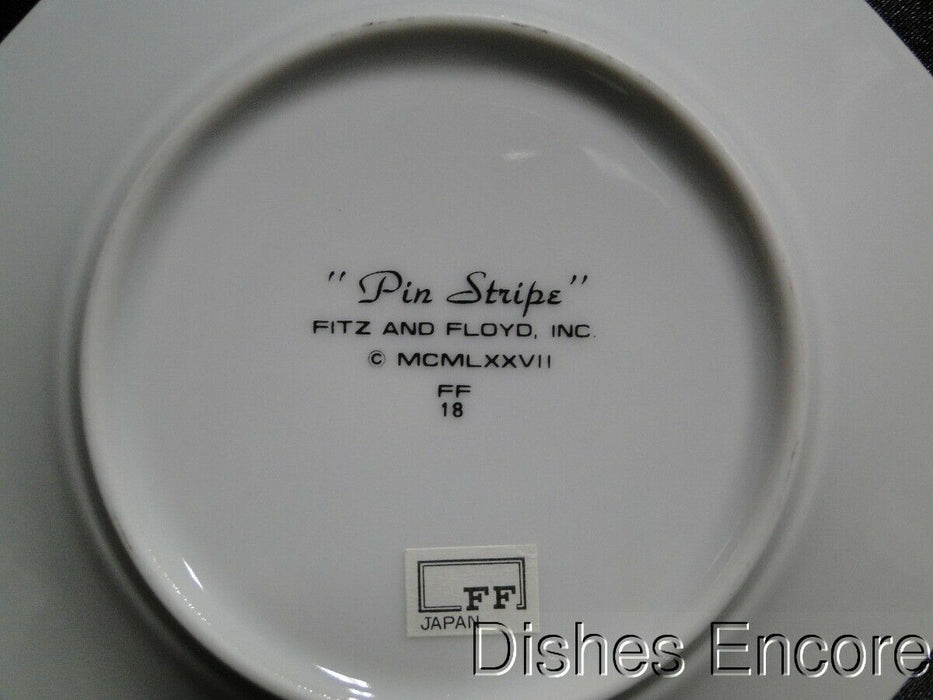 "Pin Stripe"
FITZ AND FLOYD, INC.
© MCMLXXVII
FF
18
FF
JAPAN
Dishes Encore